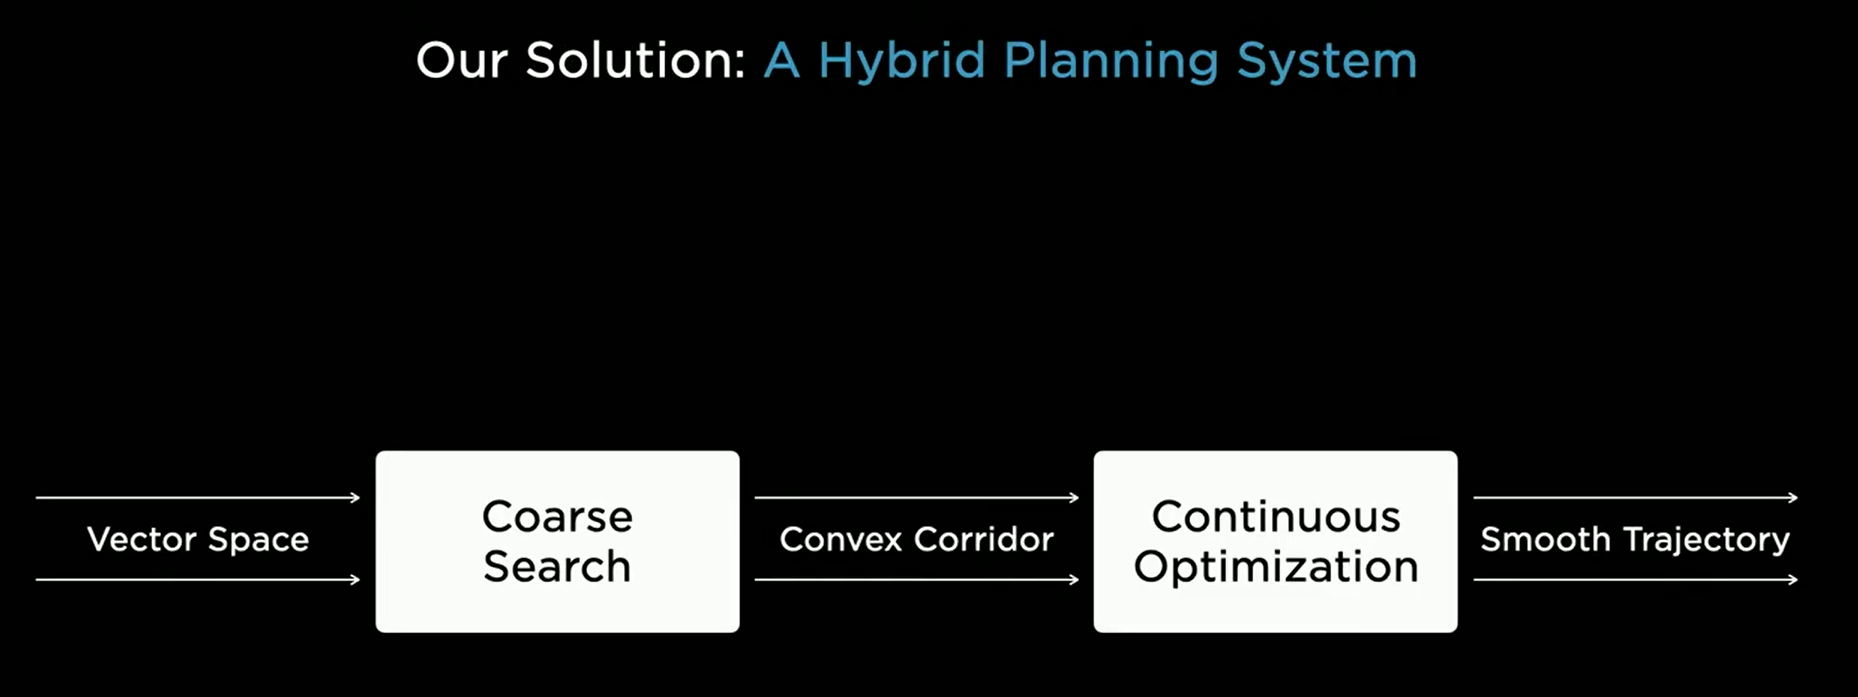 Our Solution: A Hybrid Planning System
Vector Space
Coarse
Search
Convex Corridor
Continuous
Optimization
Smooth Trajectory